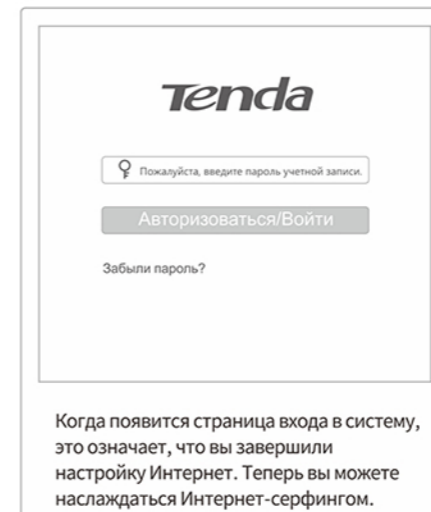 Tenda
Пожалуйста, введите пароль учетной записи.
Авторизоваться/Войти
Забыли пароль?
Когда появится страница входа в систему,
это означает, что вы завершили
настройку Интернет. Теперь вы можете
наслаждаться Интернет-серфингом.